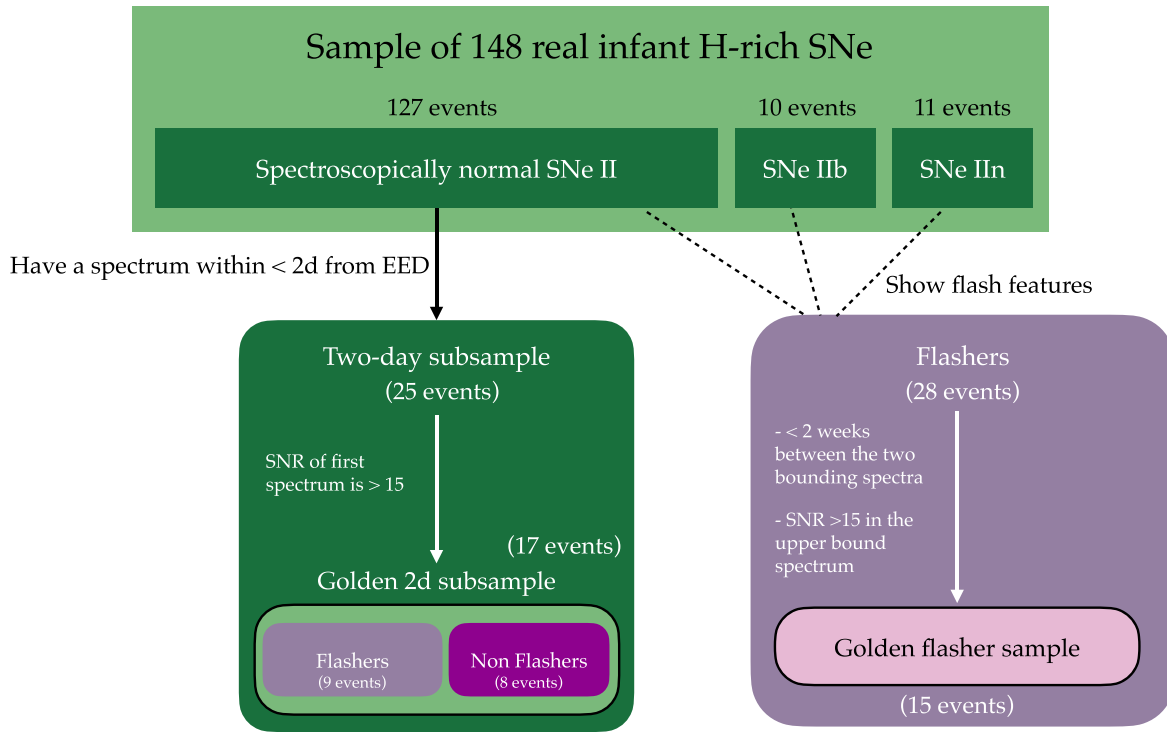 Sample of 148 real infant H-rich SNe
127 events
10 events
11 events
Spectroscopically normal SNe II
SNe IIb
SNe IIn
Have a spectrum within < 2d from EED
Show flash features
Two-day subsample
(25 events)
SNR of first
spectrum is > 15
(17 events)
Golden 2d subsample
Flashers
(9 events)
Non Flashers
(8 events)
Flashers
(28 events)
- < 2 weeks
between the two
bounding spectra
- SNR >15 in the
upper bound
spectrum
Golden flasher sample
(15 events)